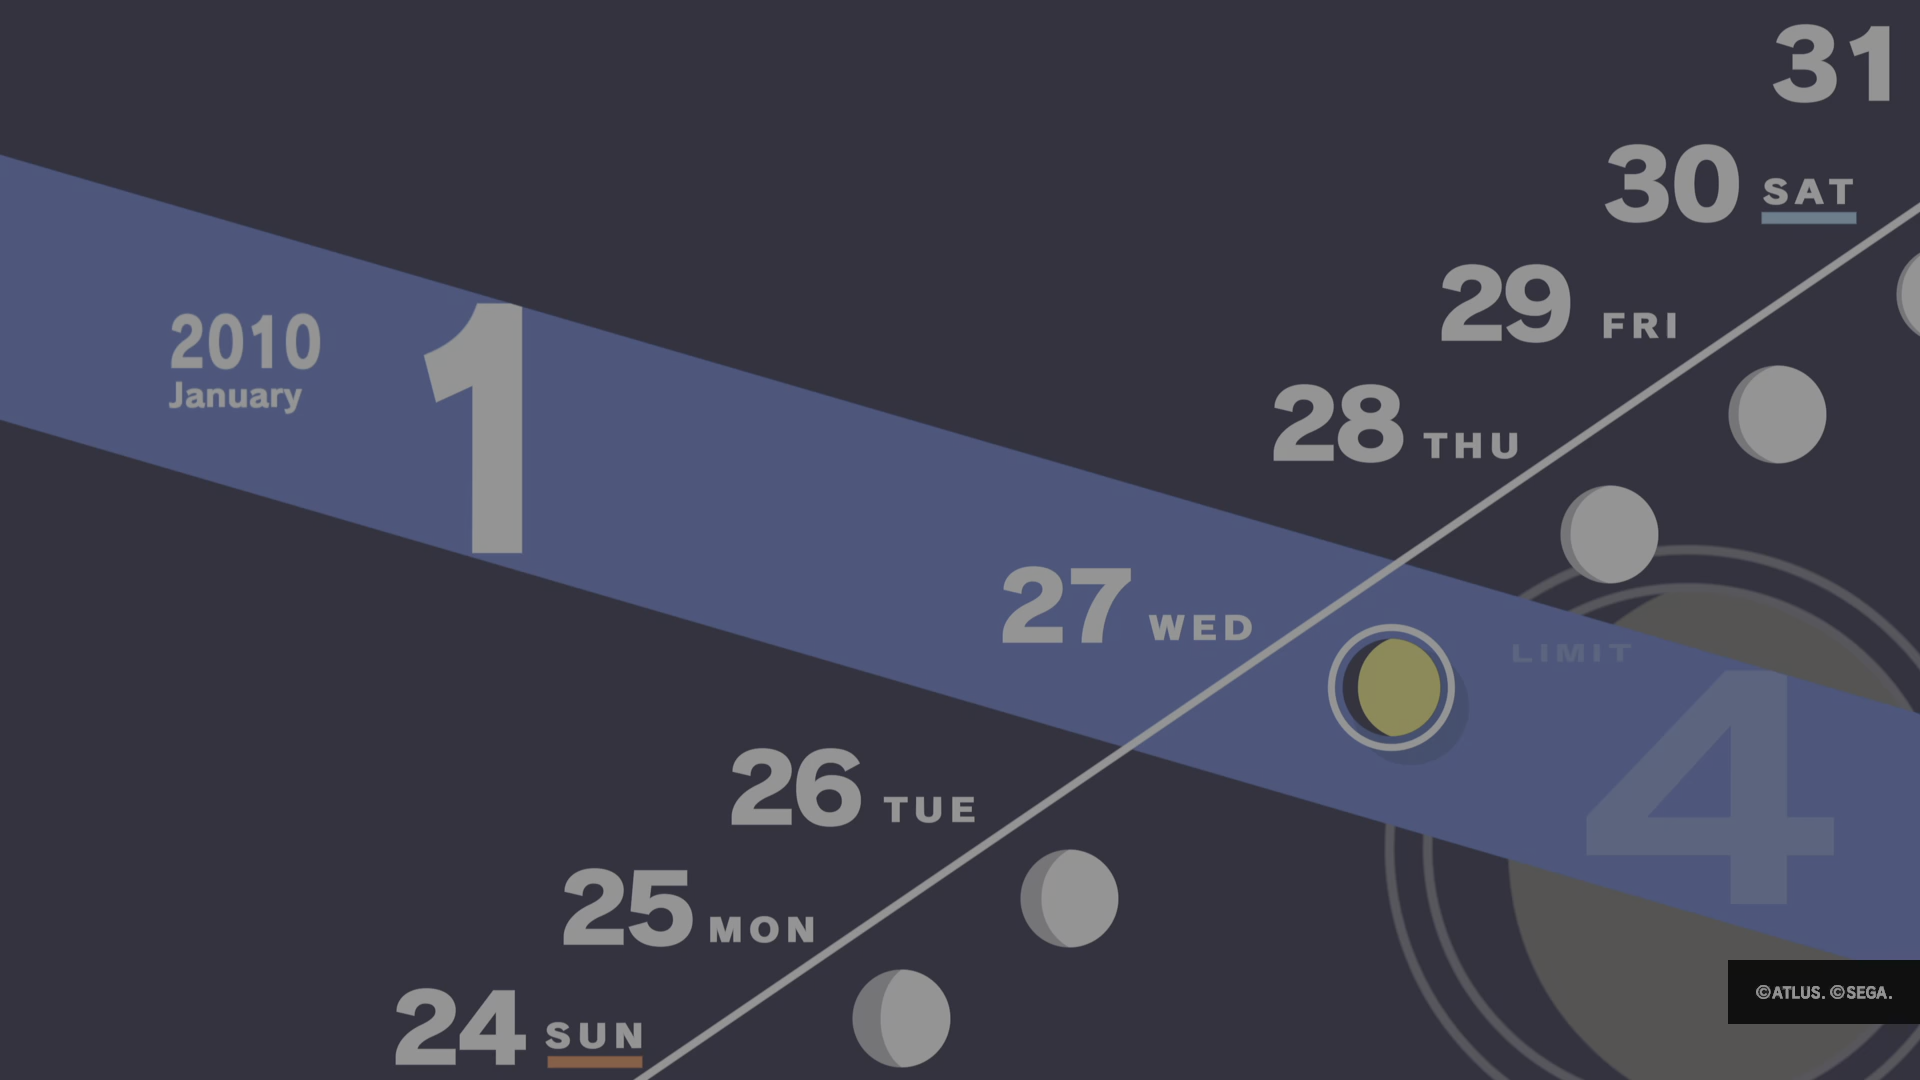 31
30 SAT
29 FRI
2010
January
1
28 THU
27 WED
LIMIT
4
26 TUE
25 MON
24 SUN
©ATLUS. ©SEGA.